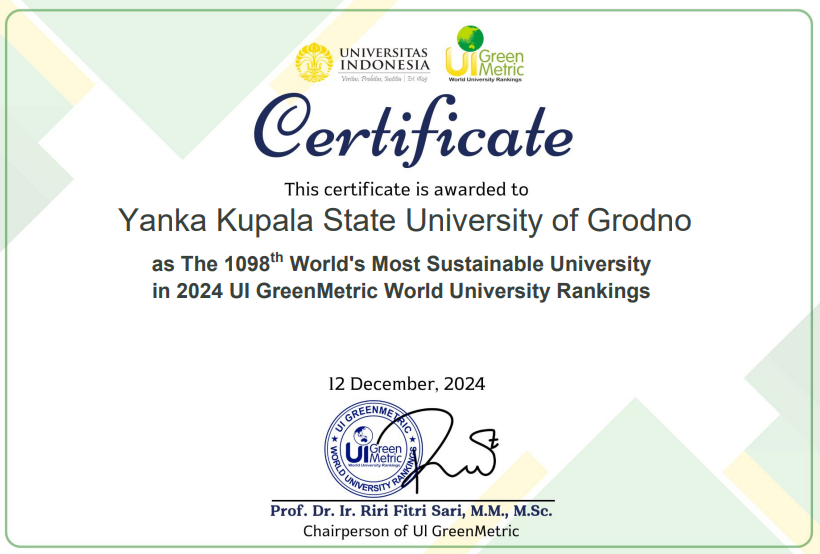 UNIVERSITAS
INDONESIA
Veritas, Probitas, Iustitia | Est. 1849
UI Green
Metric
World University Rankings
Certificate
This certificate is awarded to
Yanka Kupala State University of Grodno
as The 1098th World's Most Sustainable University
in 2024 UI GreenMetric World University Rankings
12 December, 2024
UI GREENMETRIC
UI Green
Metric
World University Rankings
WORLD UNIVERSITY RANKINGS
Prof. Dr. Ir. Riri Fitri Sari, M.M., M.Sc.
Chairperson of UI GreenMetric